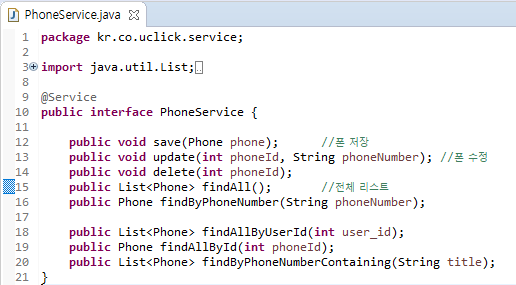 PhoneService.java
1 package kr.co.uclick.service;
2
3 import java.util.List;
8
9 @Service
10 public interface PhoneService {
11
12 public void save(Phone phone); //폰 저장
13 public void update(int phoneId, String phoneNumber); //폰 수정
14 public void delete(int phoneId);
15 public List<Phone> findAll(); //전체 리스트
16 public Phone findByPhoneNumber(String phoneNumber);
17
18 public List<Phone> findAllByUserId(int user_id);
19 public Phone findAllById(int phoneId);
20 public List<Phone> findByPhoneNumberContaining(String title);
21 }